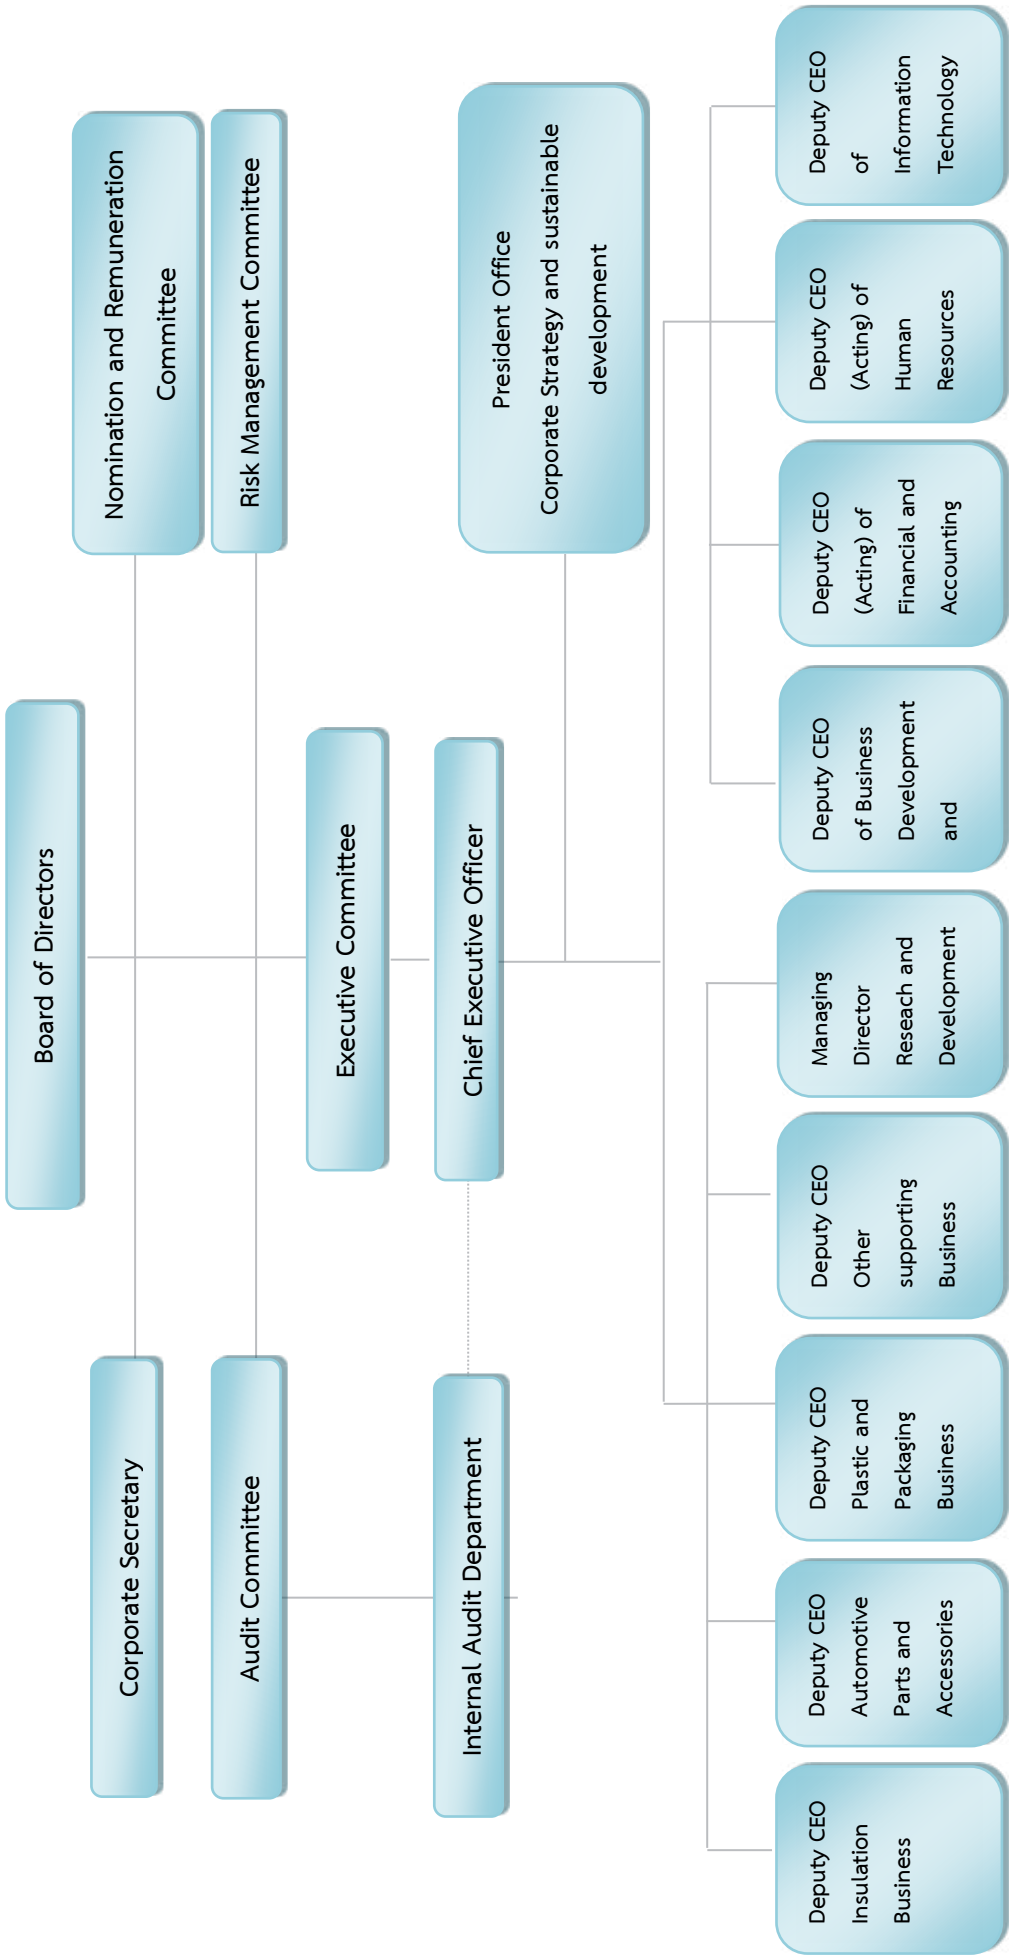 Board of Directors
Corporate Secretary
Nomination and Remuneration
Committee
Audit Committee
Risk Management Committee
Executive Committee
Chief Executive Officer
Internal Audit Department
President Office
Corporate Strategy and sustainable
development
Deputy CEO
Insulation
Business
Deputy CEO
Automotive
Parts and
Accessories
Deputy CEO
Plastic and
Packaging
Business
Deputy CEO
Other
supporting
Business
Managing
Director
Reseach and
Development
Deputy CEO
of Business
Development
and
Deputy CEO
(Acting) of
Financial and
Accounting
Deputy CEO
(Acting) of
Human
Resources
Deputy CEO
of
Information
Technology